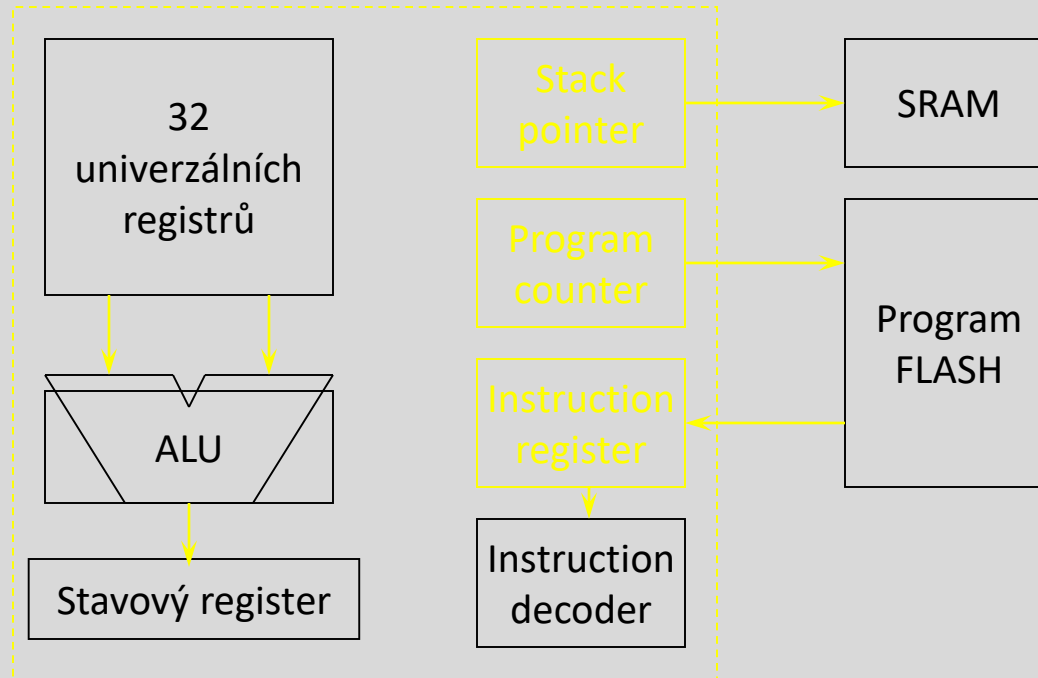 32
univerzálních
registrů
ALU
Stavový register
Stack
pointer
Program
counter
Instruction
register
Instruction
decoder
SRAM
Program
FLASH